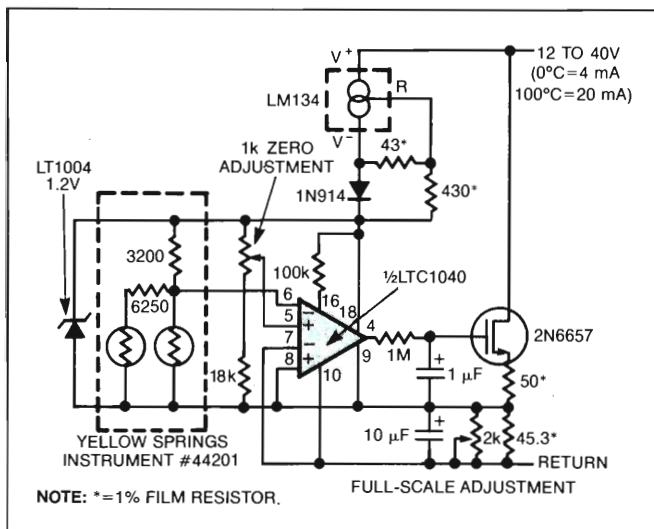 V+
12 TO 40V
(0°C=4 mA
100°C=20 mA)
R
LM134
V−
43*
1k ZERO
ADJUSTMENT
LT1004
1.2V
1N914
430*
3200
6250
100k
½LTC1040
6
5
7
8
16
18
4
9
10
−
+
−
+
2N6657
1M
+
1 µF
50*
18k
+
10 µF
2k
45.3*
YELLOW SPRINGS
INSTRUMENT #44201
RETURN
FULL-SCALE ADJUSTMENT
NOTE: *=1% FILM RESISTOR.